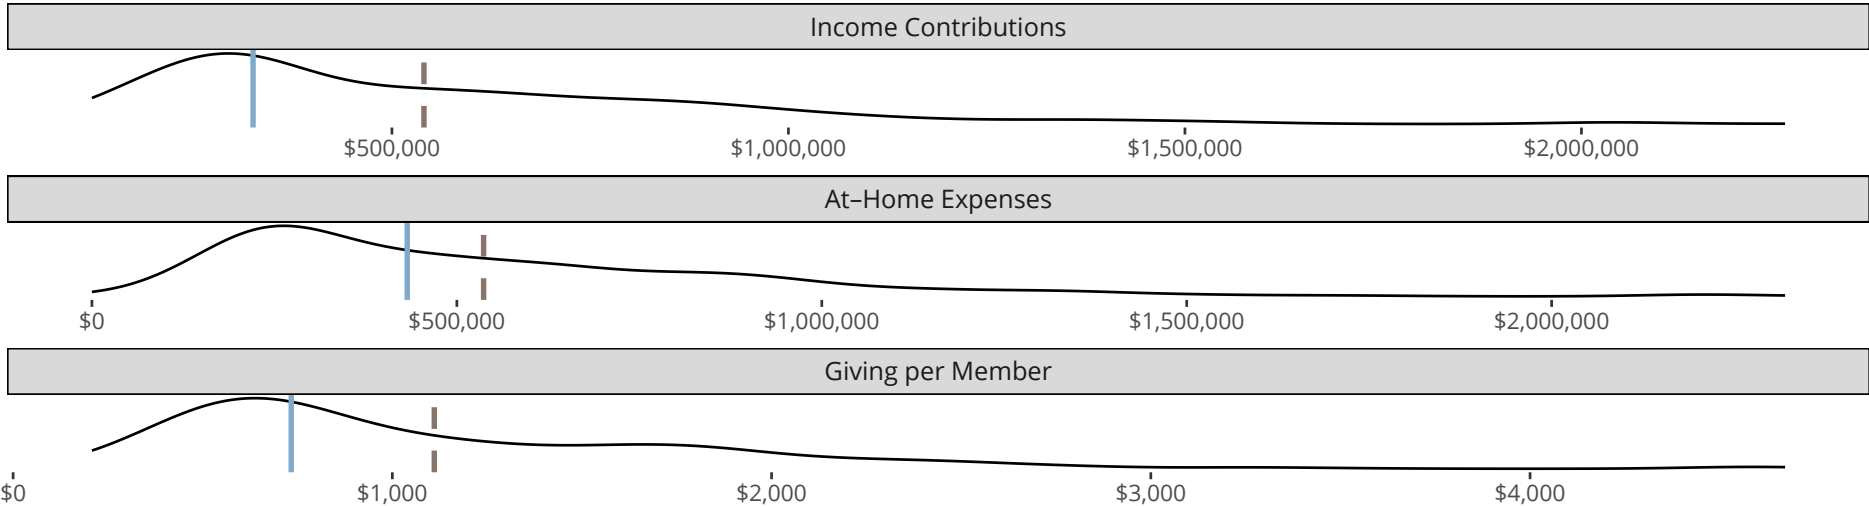 Income Contributions
$500,000 $1,000,000 $1,500,000 $2,000,000
At–Home Expenses
$0 $500,000 $1,000,000 $1,500,000 $2,000,000
Giving per Member
$0 $1,000 $2,000 $3,000 $4,000